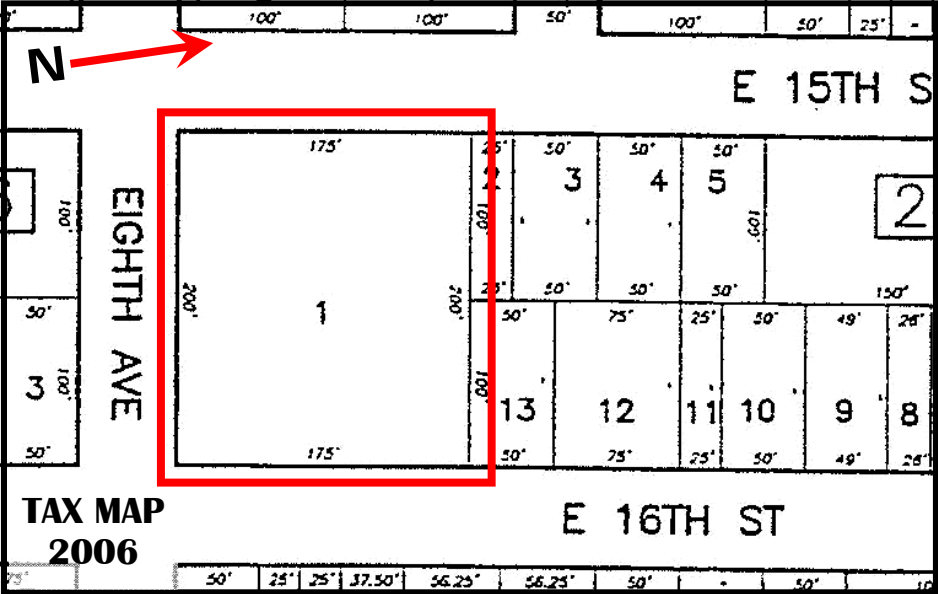 100' 100' 50' 100' 50' 25'
N
E 15TH S
175' 25' 50' 50' 50'
2 3 4 5
2
EIGHTH AVE
100' 100' 100'
200' 200'
1
25' 50' 50' 50' 150'
50' 50' 75' 25' 50' 49' 26'
3 100' 100' 13 12 11 10 9 8
50' 175' 50' 75' 25' 50' 49' 26'
TAX MAP
2006
E 16TH ST
75' 50' 25' 25' 37.50' 56.25' 56.25' 50' 50' 10